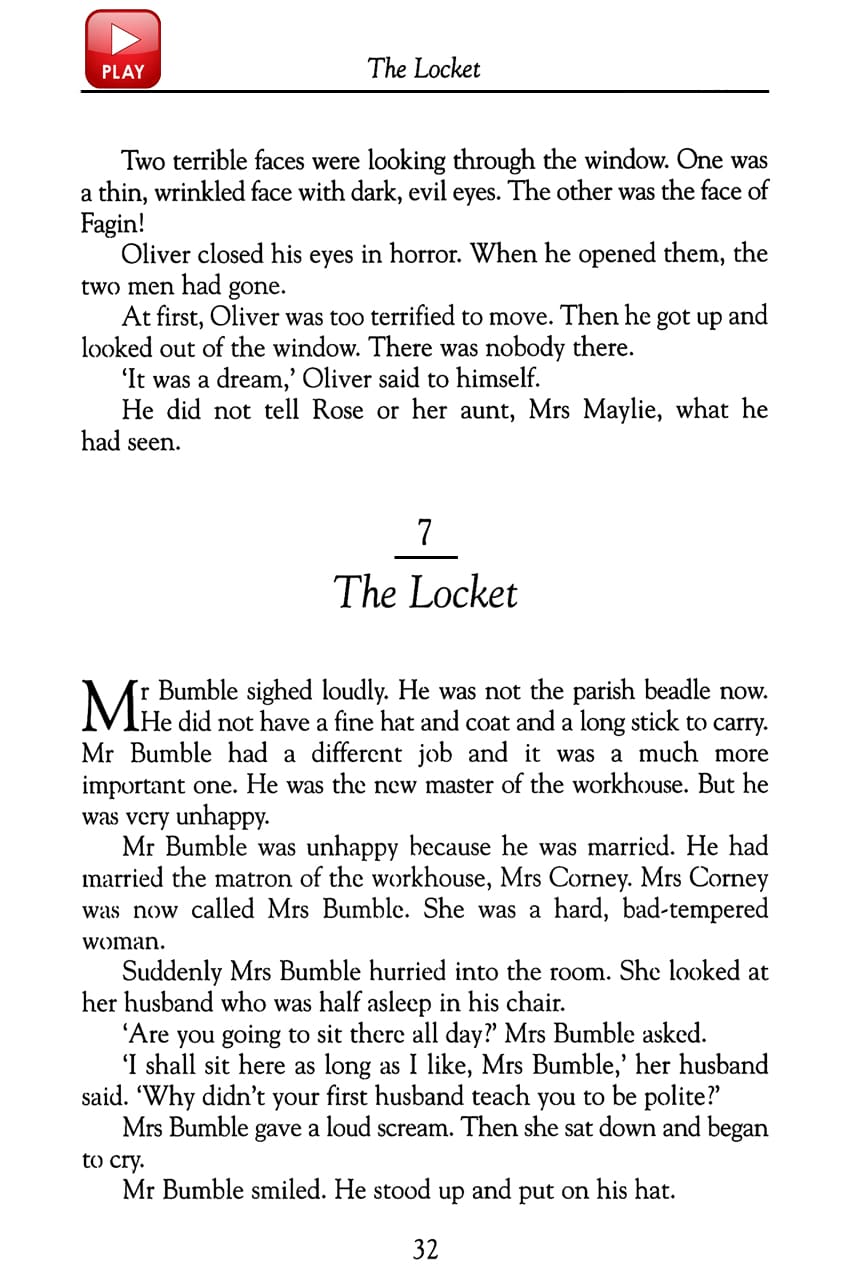 PLAY
The Locket
Two terrible faces were looking through the window. One was
a thin, wrinkled face with dark, evil eyes. The other was the face of
Fagin!
Oliver closed his eyes in horror. When he opened them, the
two men had gone.
At first, Oliver was too terrified to move. Then he got up and
looked out of the window. There was nobody there.
‘It was a dream,’ Oliver said to himself.
He did not tell Rose or her aunt, Mrs Maylie, what he
had seen.
7
The Locket
Mr Bumble sighed loudly. He was not the parish beadle now.
He did not have a fine hat and coat and a long stick to carry.
Mr Bumble had a different job and it was a much more
important one. He was the new master of the workhouse. But he
was very unhappy.
Mr Bumble was unhappy because he was married. He had
married the matron of the workhouse, Mrs Corney. Mrs Corney
was now called Mrs Bumble. She was a hard, bad-tempered
woman.
Suddenly Mrs Bumble hurried into the room. She looked at
her husband who was half asleep in his chair.
‘Are you going to sit there all day?’ Mrs Bumble asked.
‘I shall sit here as long as I like, Mrs Bumble,’ her husband
said. ‘Why didn’t your first husband teach you to be polite?’
Mrs Bumble gave a loud scream. Then she sat down and began
to cry.
Mr Bumble smiled. He stood up and put on his hat.
32